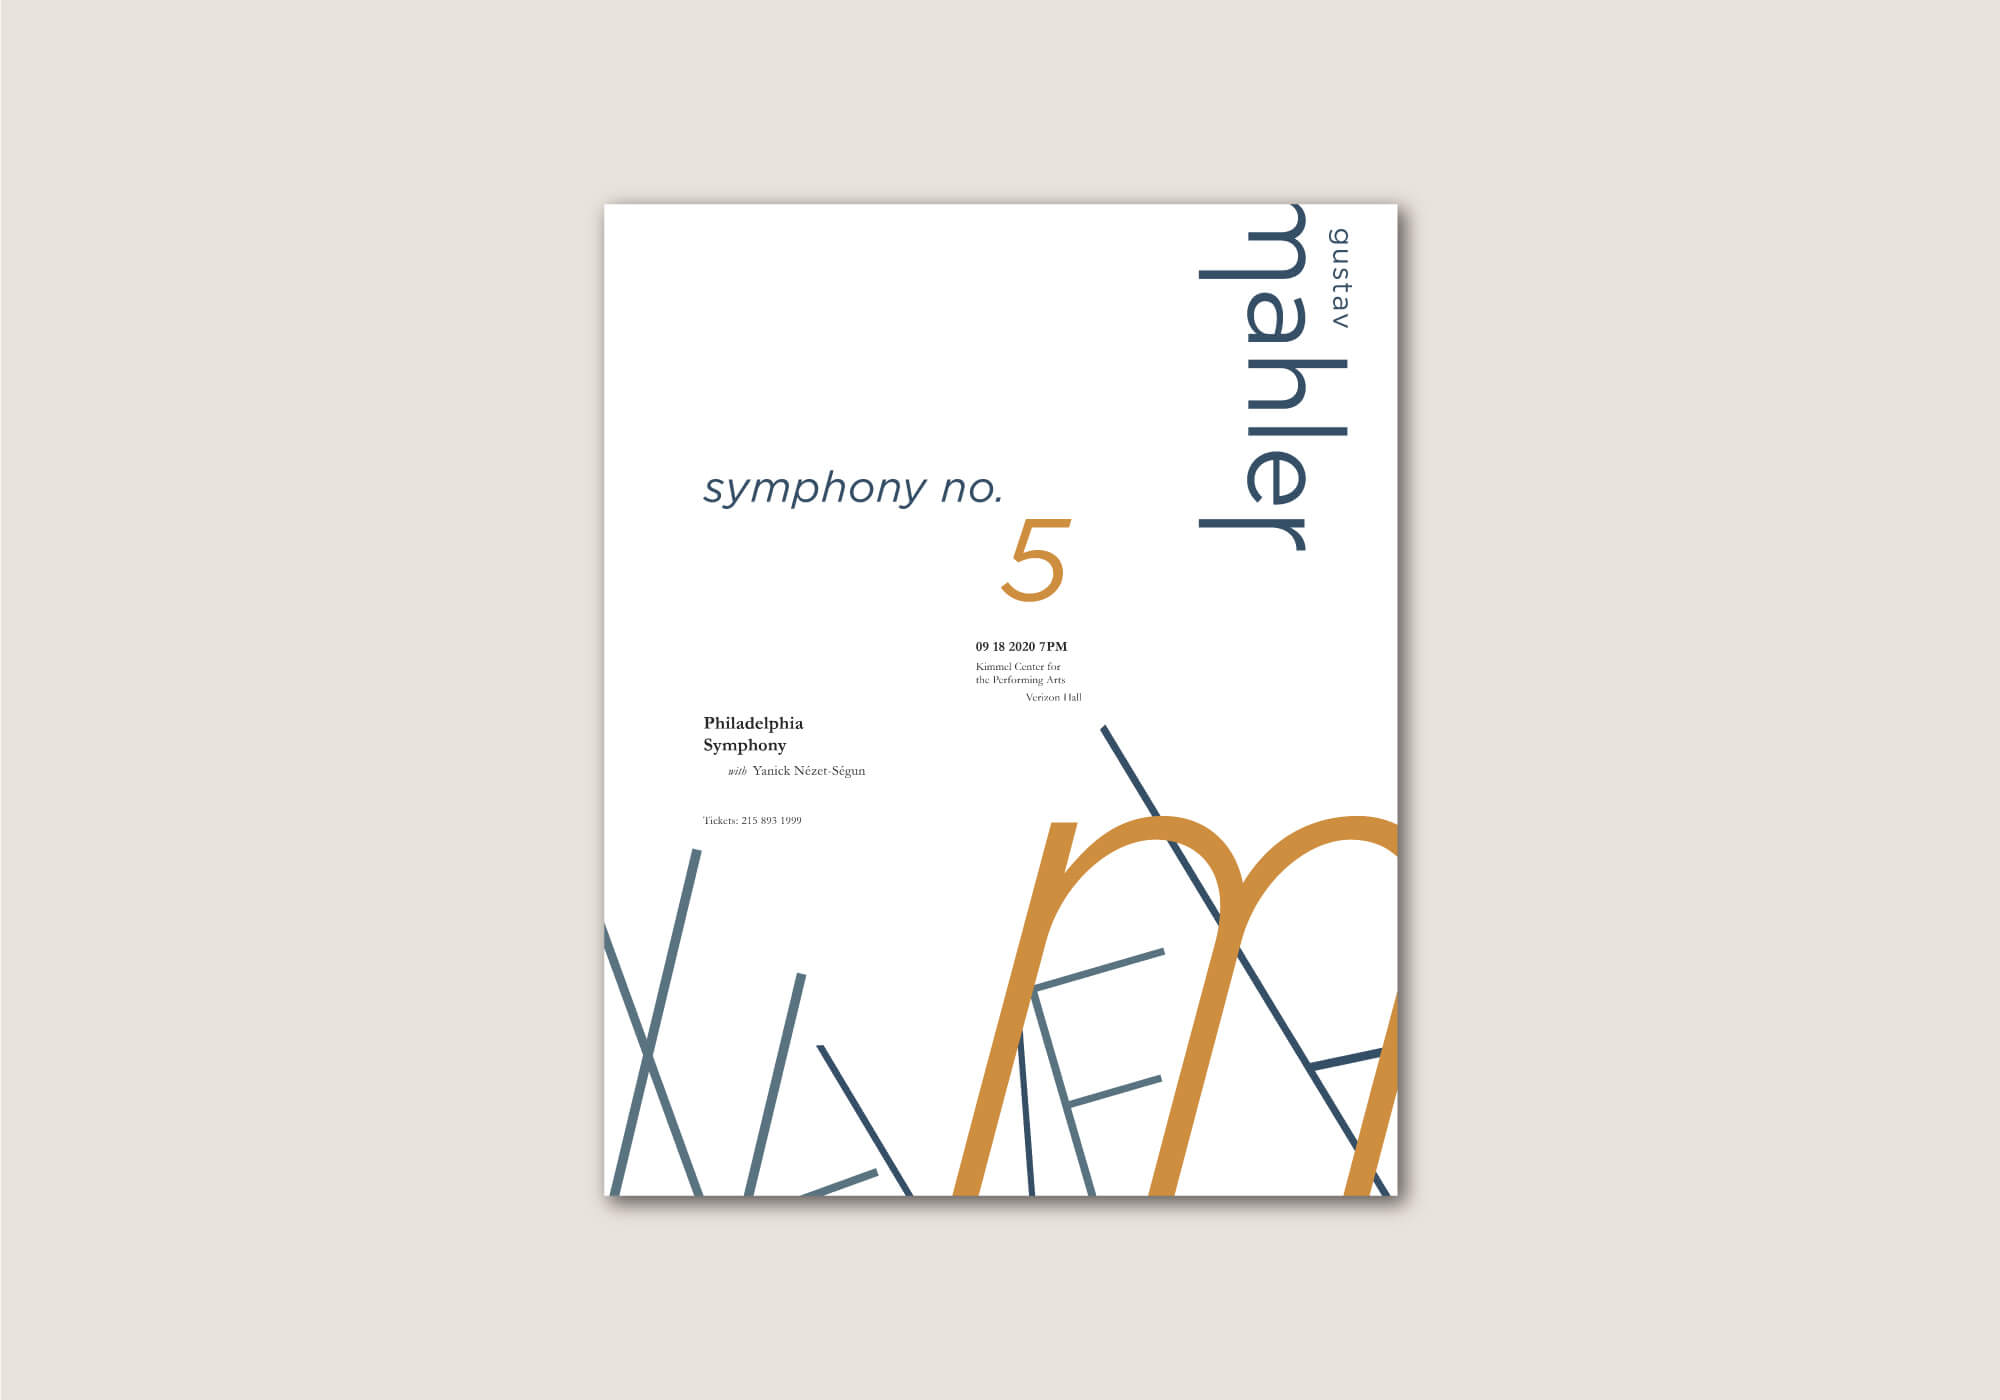 gustav
mahler
symphony no.
5
09 18 2020 7PM
Kimmel Center for
the Performing Arts
Verizon Hall
Philadelphia
Symphony
with Yanick Nézet-Ségun
Tickets: 215 893 1999
m